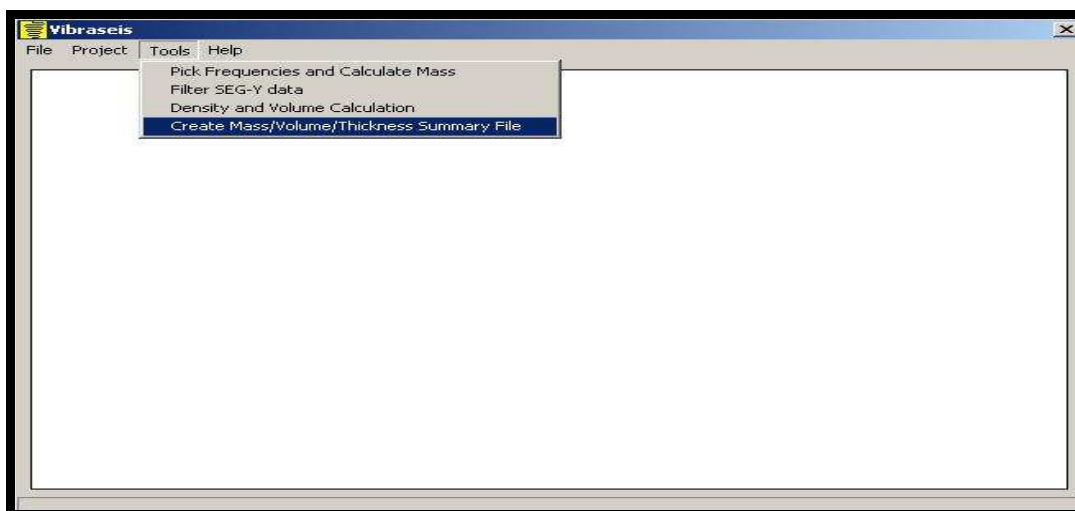 Vibraseis
File Project Tools Help
Pick Frequencies and Calculate Mass
Filter SEG-Y data
Density and Volume Calculation
Create Mass/Volume/Thickness Summary File